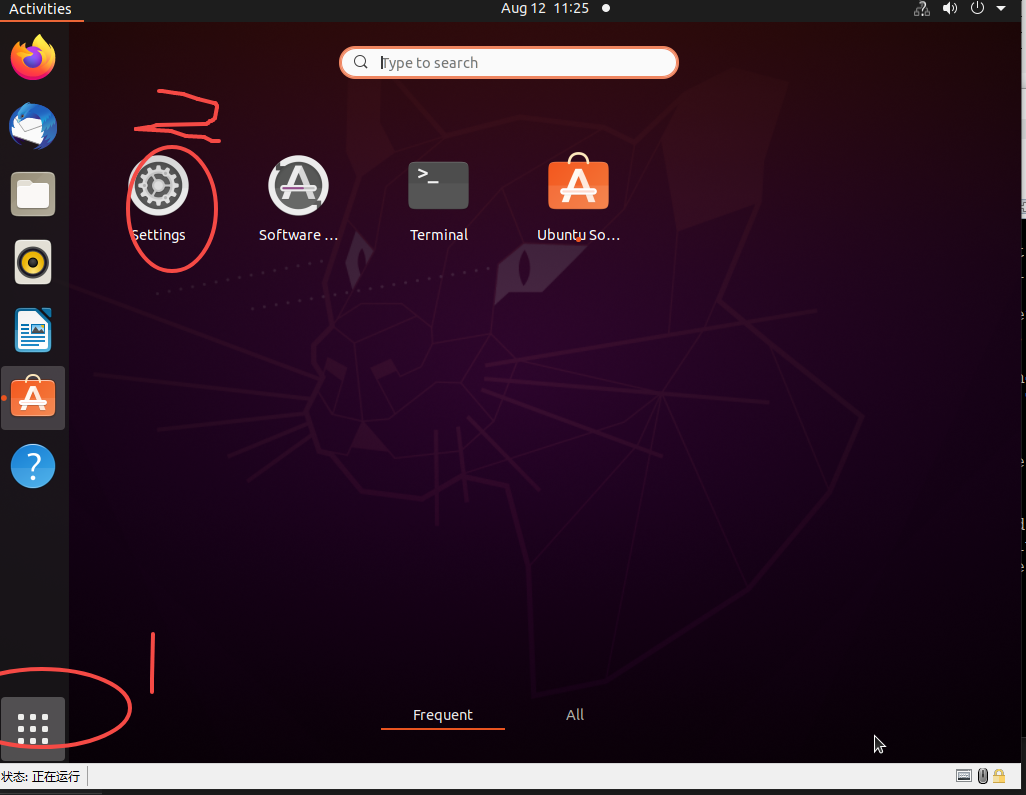 Activities
Aug 12 11:25
Type to search
2
Settings
Software ...
Terminal
Ubuntu So...
1
Frequent
All
状态: 正在运行